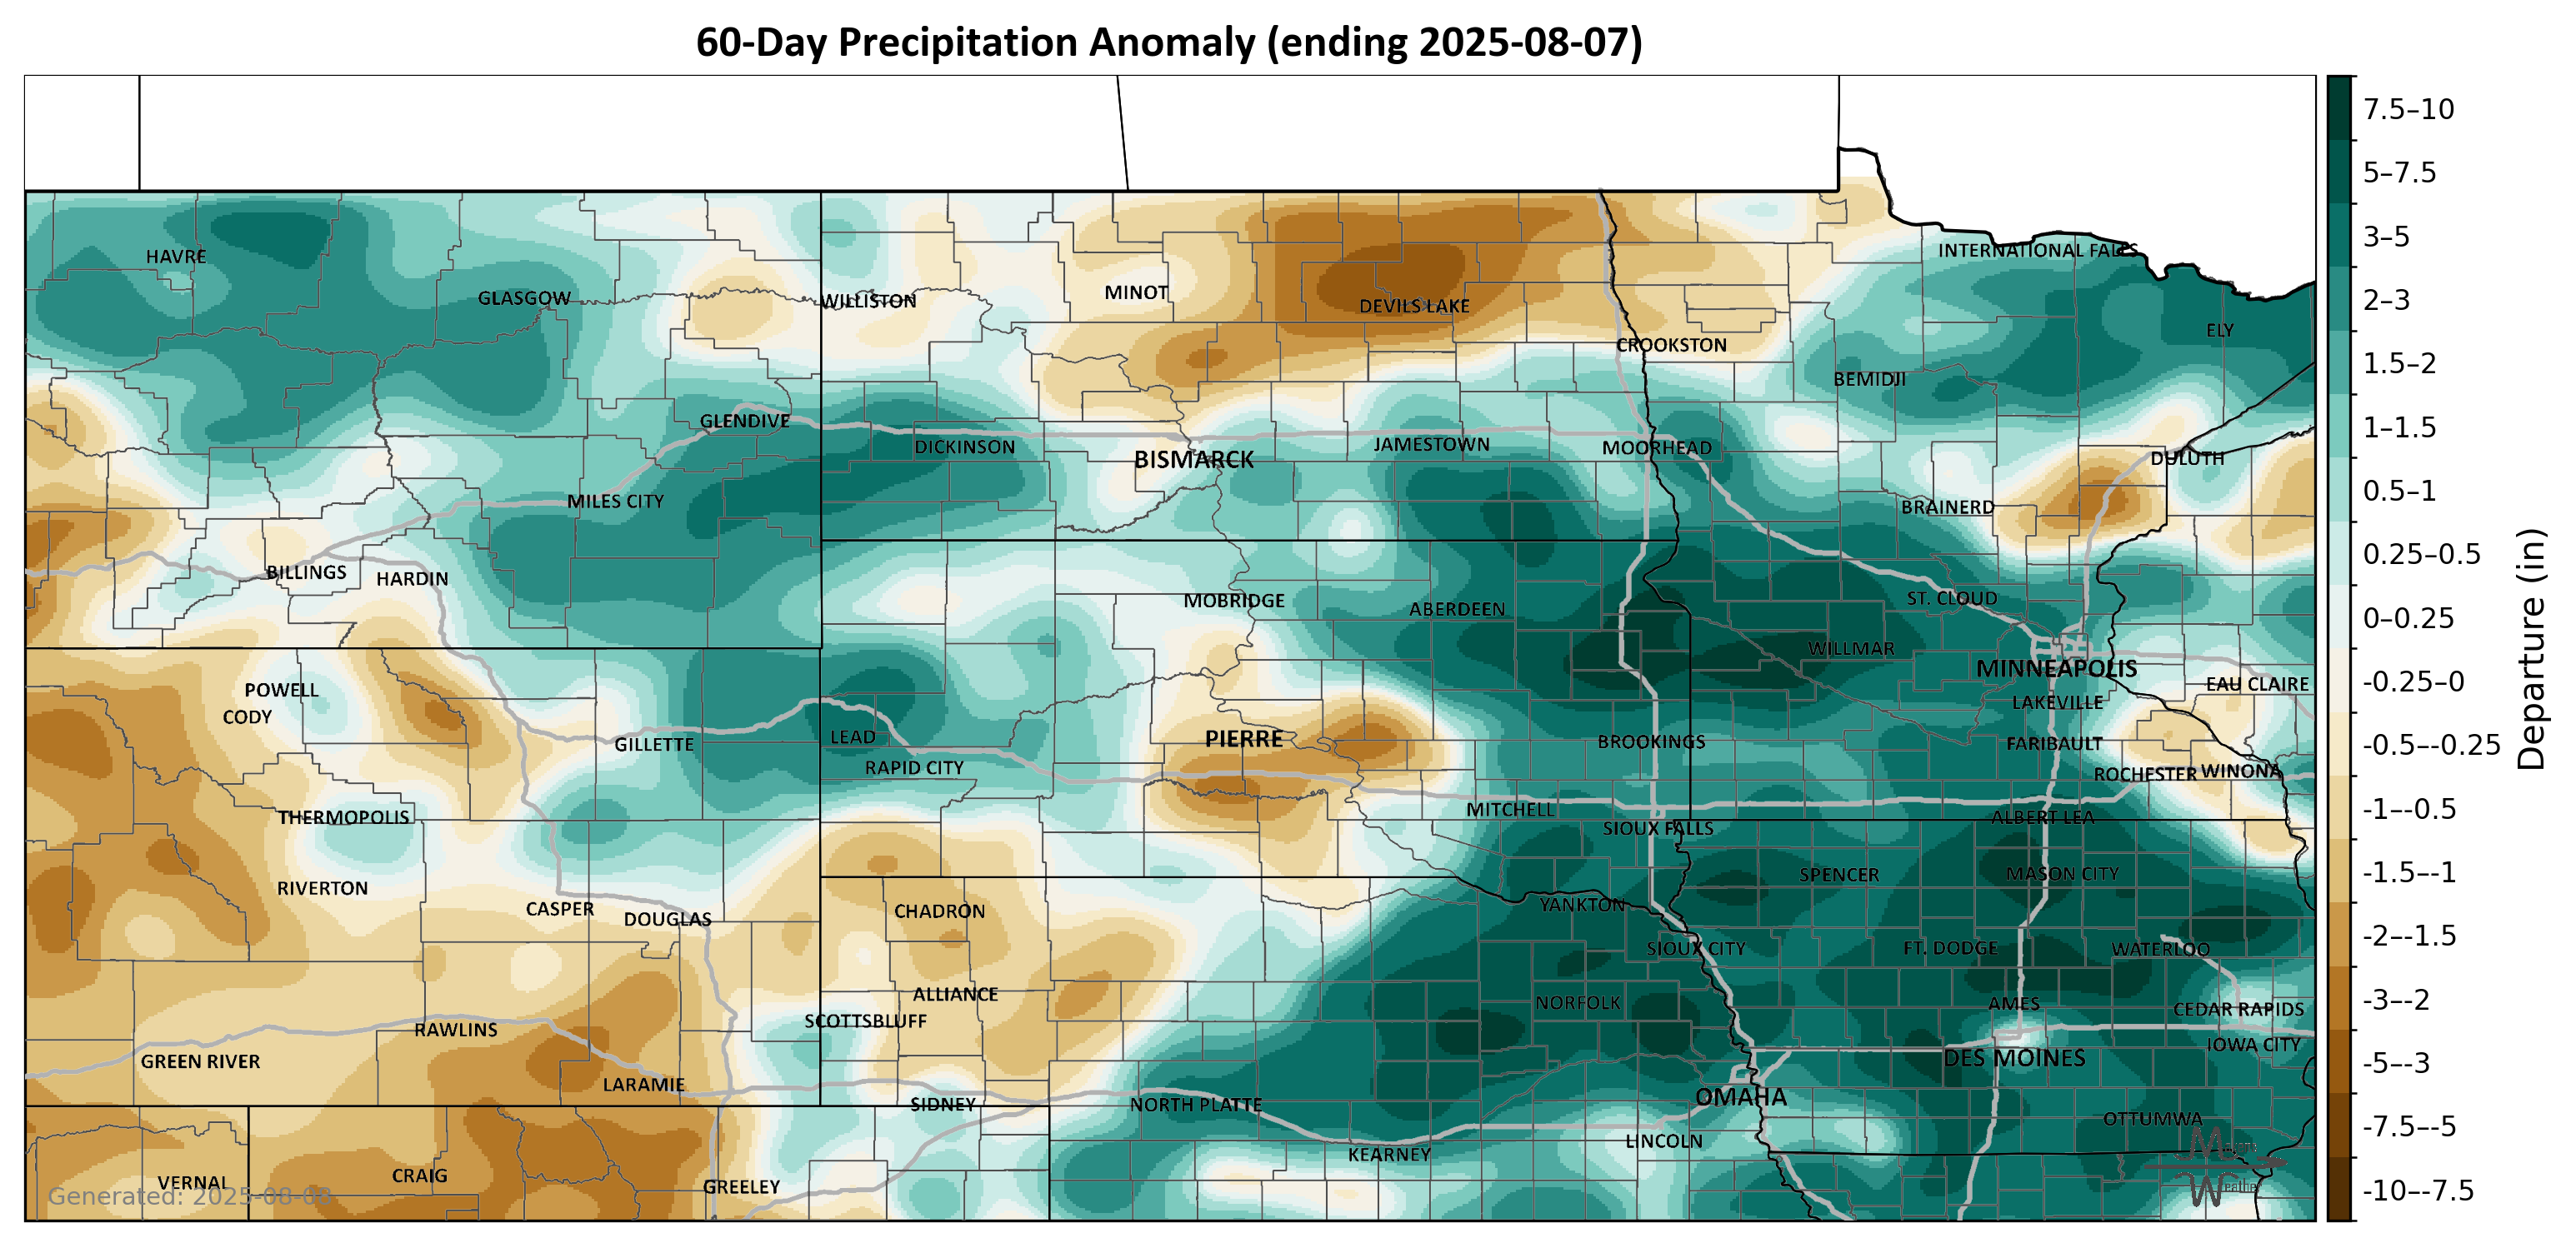 60-Day Precipitation Anomaly (ending 2025-08-07)
HAVRE
GLASGOW
WILLISTON
MINOT
DEVILS LAKE
CROOKSTON
INTERNATIONAL FALLS
ELY
BEMIDJI
GLENDIVE
DICKINSON
BISMARCK
JAMESTOWN
MOORHEAD
DULUTH
MILES CITY
BRAINERD
BILLINGS
HARDIN
MOBRIDGE
ABERDEEN
ST. CLOUD
WILLMAR
MINNEAPOLIS
EAU CLAIRE
POWELL
CODY
LAKEVILLE
GILLETTE
LEAD
PIERRE
BROOKINGS
FARIBAULT
RAPID CITY
ROCHESTER
WINONA
THERMOPOLIS
MITCHELL
ALBERT LEA
SIOUX FALLS
RIVERTON
SPENCER
MASON CITY
CASPER
DOUGLAS
CHADRON
YANKTON
SIOUX CITY
FT. DODGE
WATERLOO
ALLIANCE
NORFOLK
AMES
CEDAR RAPIDS
SCOTTSBLUFF
RAWLINS
GREEN RIVER
DES MOINES
IOWA CITY
LARAMIE
SIDNEY
NORTH PLATTE
OMAHA
OTTUMWA
LINCOLN
KEARNEY
VERNAL
CRAIG
GREELEY
Generated: 2025-08-08
7.5–10
5–7.5
3–5
2–3
1.5–2
1–1.5
0.5–1
0.25–0.5
0–0.25
-0.25–0
-0.5–-0.25
-1–-0.5
-1.5–-1
-2–-1.5
-3–-2
-5–-3
-7.5–-5
-10–-7.5
Departure (in)